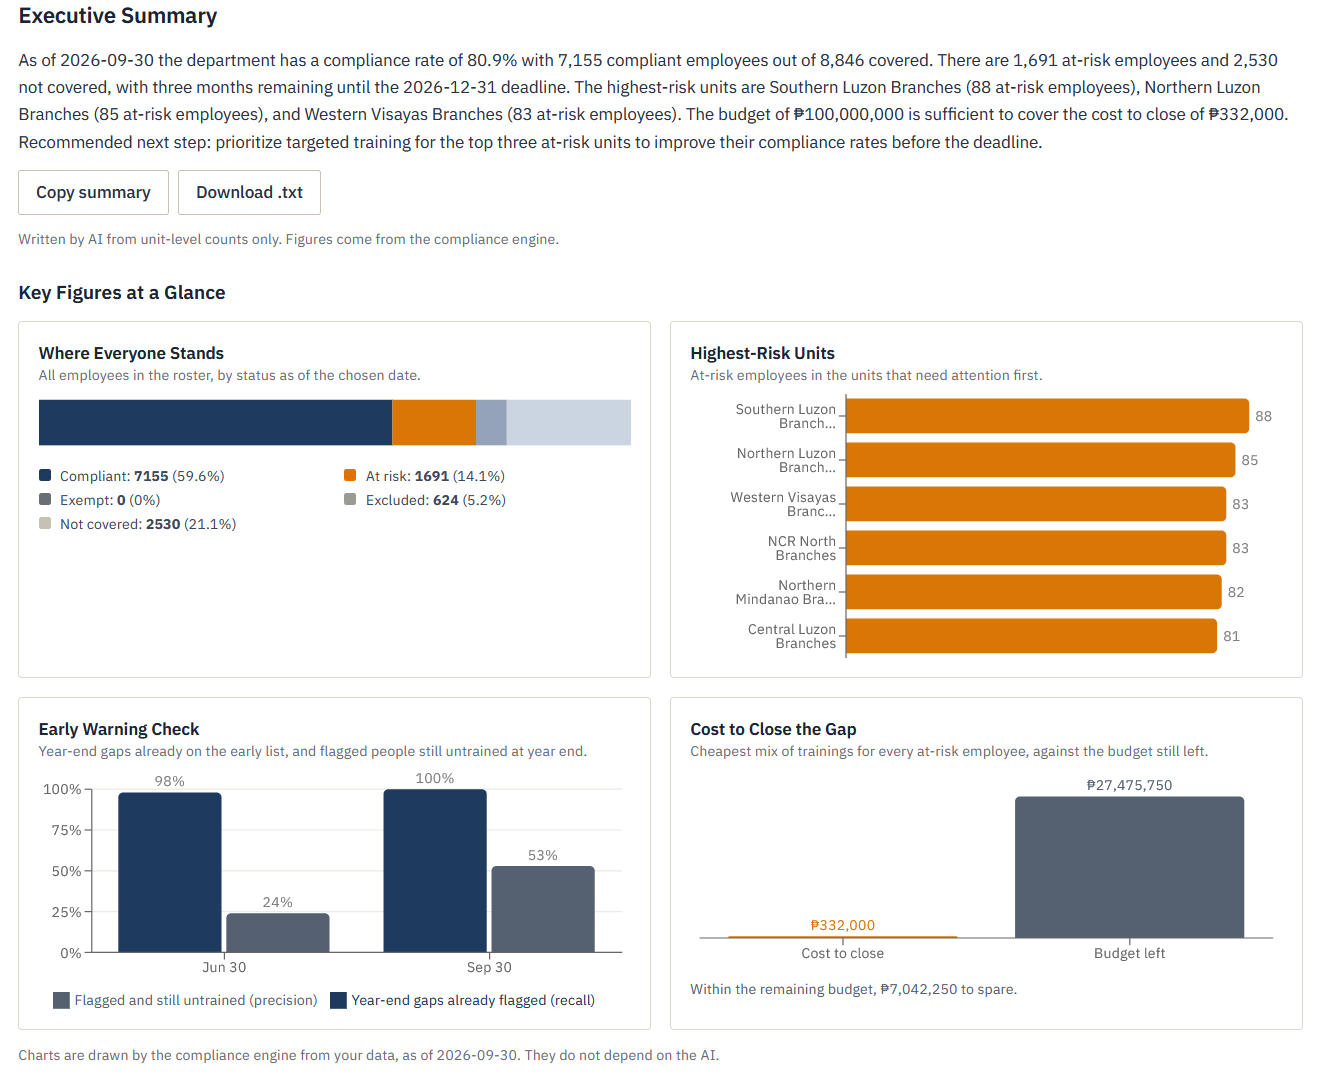 Executive Summary
As of 2026-09-30 the department has a compliance rate of 80.9% with 7,155 compliant employees out of 8,846 covered. There are 1,691 at-risk employees and 2,530
not covered, with three months remaining until the 2026-12-31 deadline. The highest-risk units are Southern Luzon Branches (88 at-risk employees), Northern Luzon
Branches (85 at-risk employees), and Western Visayas Branches (83 at-risk employees). The budget of ₱100,000,000 is sufficient to cover the cost to close of ₱332,000.
Recommended next step: prioritize targeted training for the top three at-risk units to improve their compliance rates before the deadline.
Copy summary
Download .txt
Written by AI from unit-level counts only. Figures come from the compliance engine.
Key Figures at a Glance
Where Everyone Stands
All employees in the roster, by status as of the chosen date.
Compliant: 7155 (59.6%)
At risk: 1691 (14.1%)
Exempt: 0 (0%)
Excluded: 624 (5.2%)
Not covered: 2530 (21.1%)
Highest-Risk Units
At-risk employees in the units that need attention first.
Southern Luzon
Branch...
88
Northern Luzon
Branch...
85
Western Visayas
Branc...
83
NCR North
Branches
83
Northern
Mindanao Bra...
82
Central Luzon
Branches
81
Early Warning Check
Year-end gaps already on the early list, and flagged people still untrained at year end.
100%
75%
50%
25%
0%
98%
24%
100%
53%
Jun 30
Sep 30
Flagged and still untrained (precision)
Year-end gaps already flagged (recall)
Cost to Close the Gap
Cheapest mix of trainings for every at-risk employee, against the budget still left.
₱332,000
₱27,475,750
Cost to close
Budget left
Within the remaining budget, ₱7,042,250 to spare.
Charts are drawn by the compliance engine from your data, as of 2026-09-30. They do not depend on the AI.